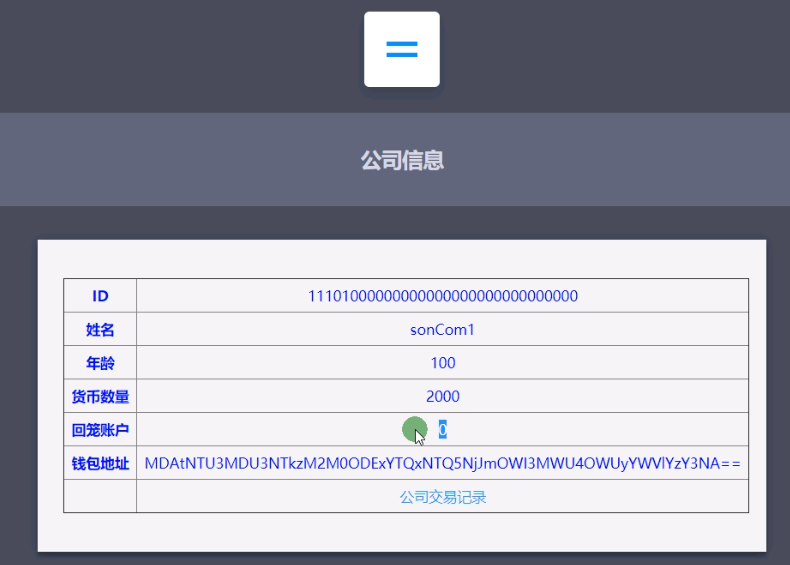 公司信息
ID 11101000000000000000000000000000
姓名 sonCom1
年龄 100
货币数量 2000
回笼账户 0
钱包地址 MDAtNTU3MDU3NTkzM2M0ODExYTQxNTQ5NjJmOWI3MWU4OWUyYWVlYzY3NA==
公司交易记录